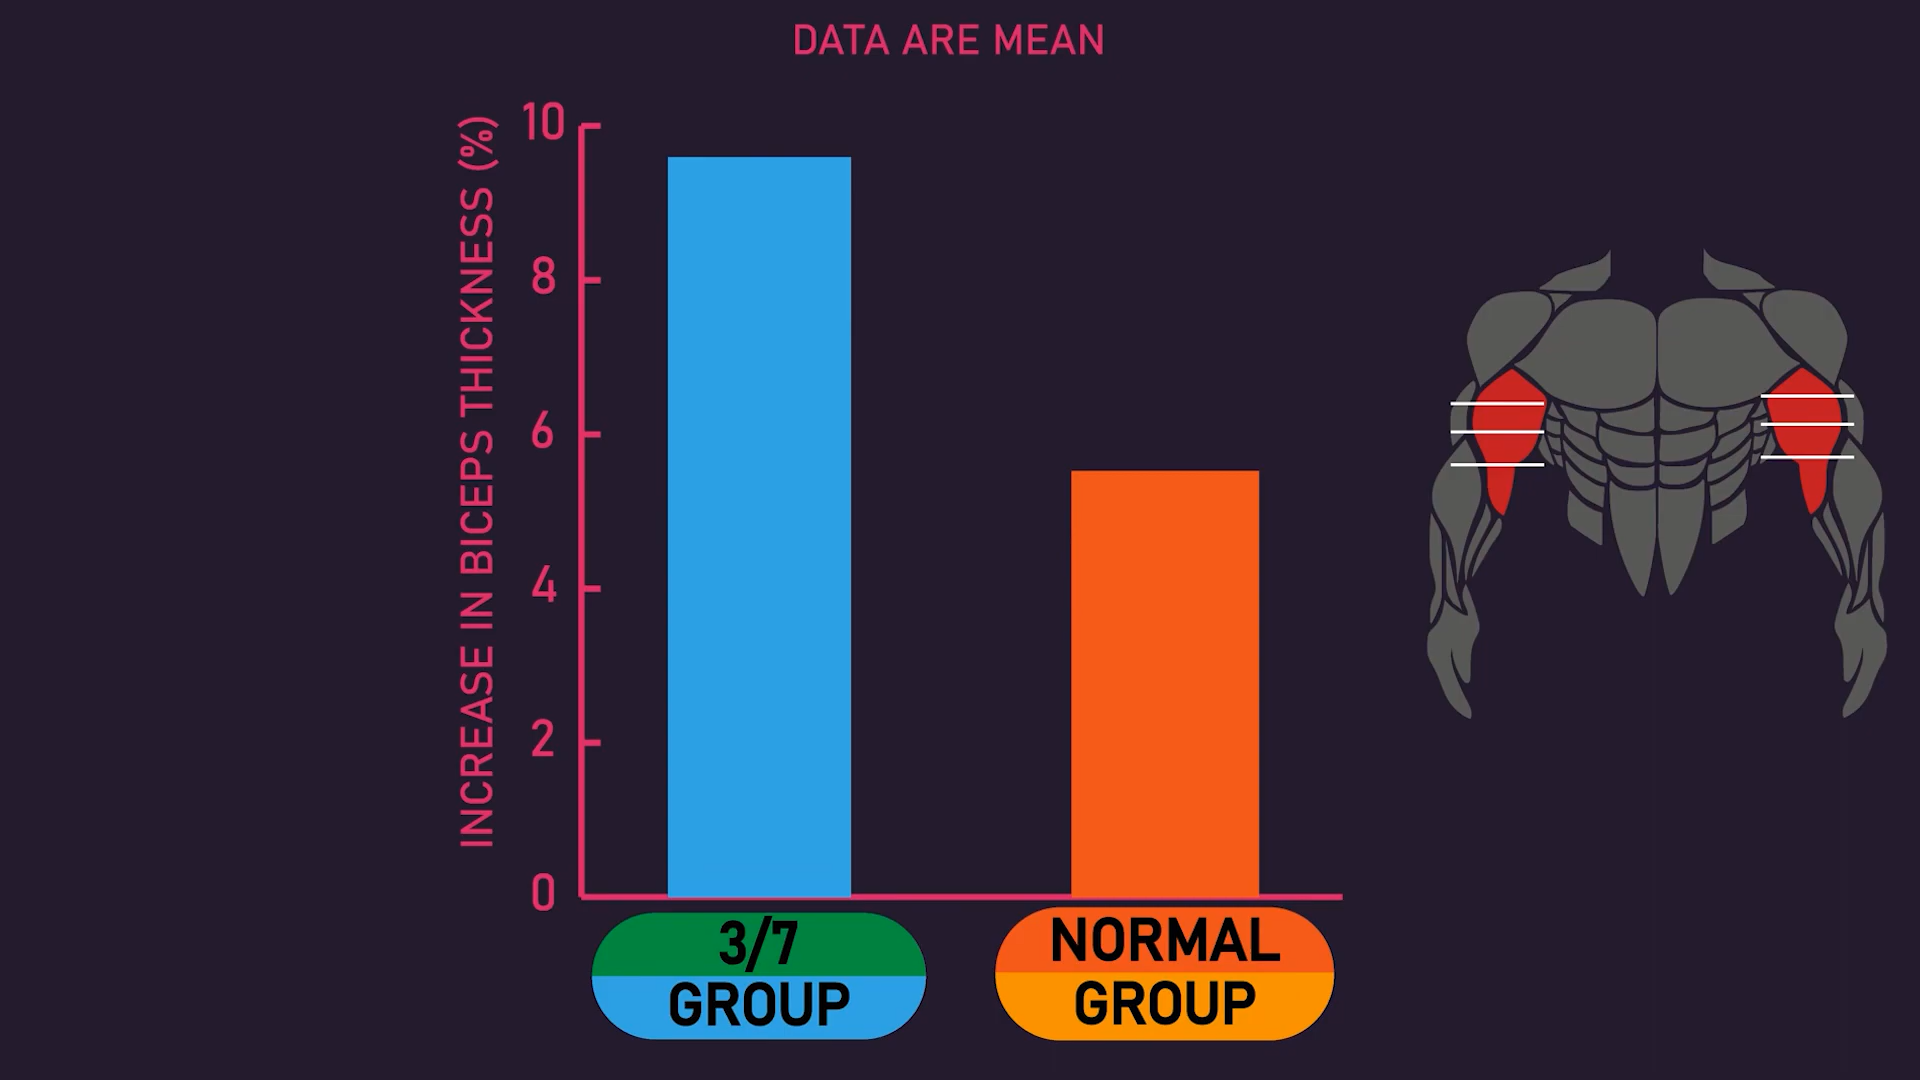 DATA ARE MEAN
INCREASE IN BICEPS THICKNESS (%)
10
8
6
4
2
0
3/7
GROUP
NORMAL
GROUP